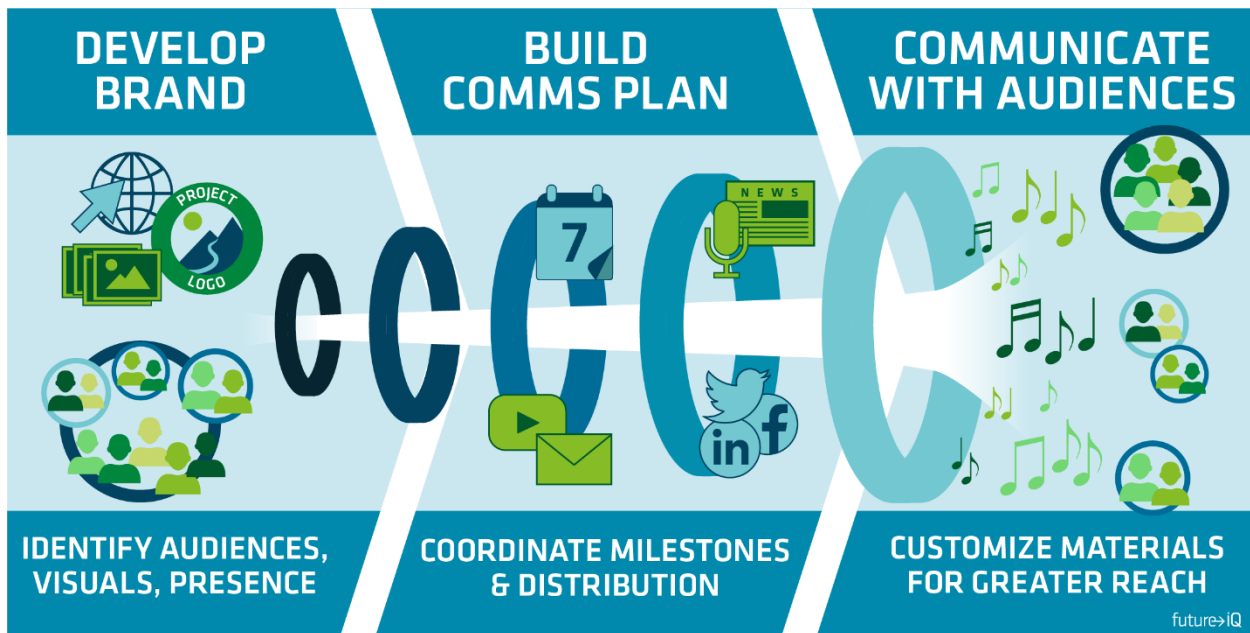 DEVELOP
BRAND
BUILD
COMMS PLAN
COMMUNICATE
WITH AUDIENCES
PROJECT
LOGO
7
NEWS
in
f
IDENTIFY AUDIENCES,
VISUALS, PRESENCE
COORDINATE MILESTONES
& DISTRIBUTION
CUSTOMIZE MATERIALS
FOR GREATER REACH
future→iQ